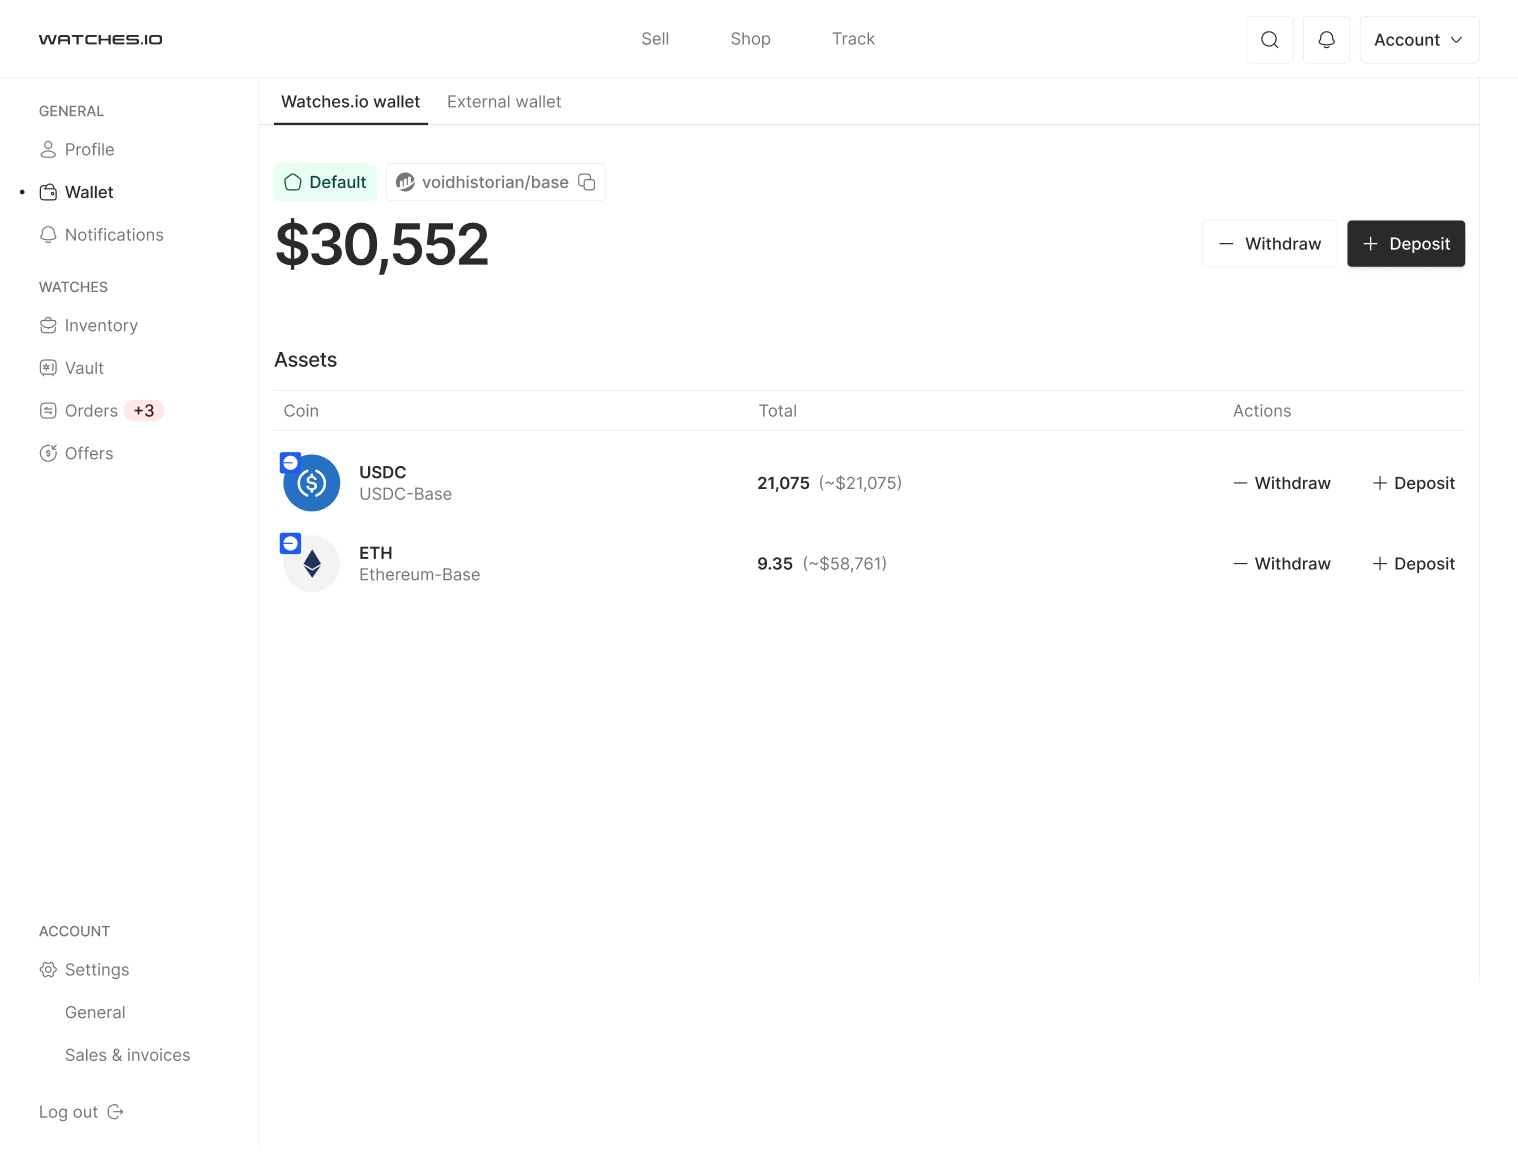 WATCHES.IO
Sell
Shop
Track
Account
GENERAL
Profile
Wallet
Notifications
WATCHES
Inventory
Vault
Orders +3
Offers
ACCOUNT
Settings
General
Sales & invoices
Log out
Watches.io wallet
External wallet
Default
voidhistorian/base
$30,552
Withdraw
Deposit
Assets
Coin Total Actions
USDC
USDC-Base
21,075 (~$21,075)
Withdraw
Deposit
ETH
Ethereum-Base
9.35 (~$58,761)
Withdraw
Deposit